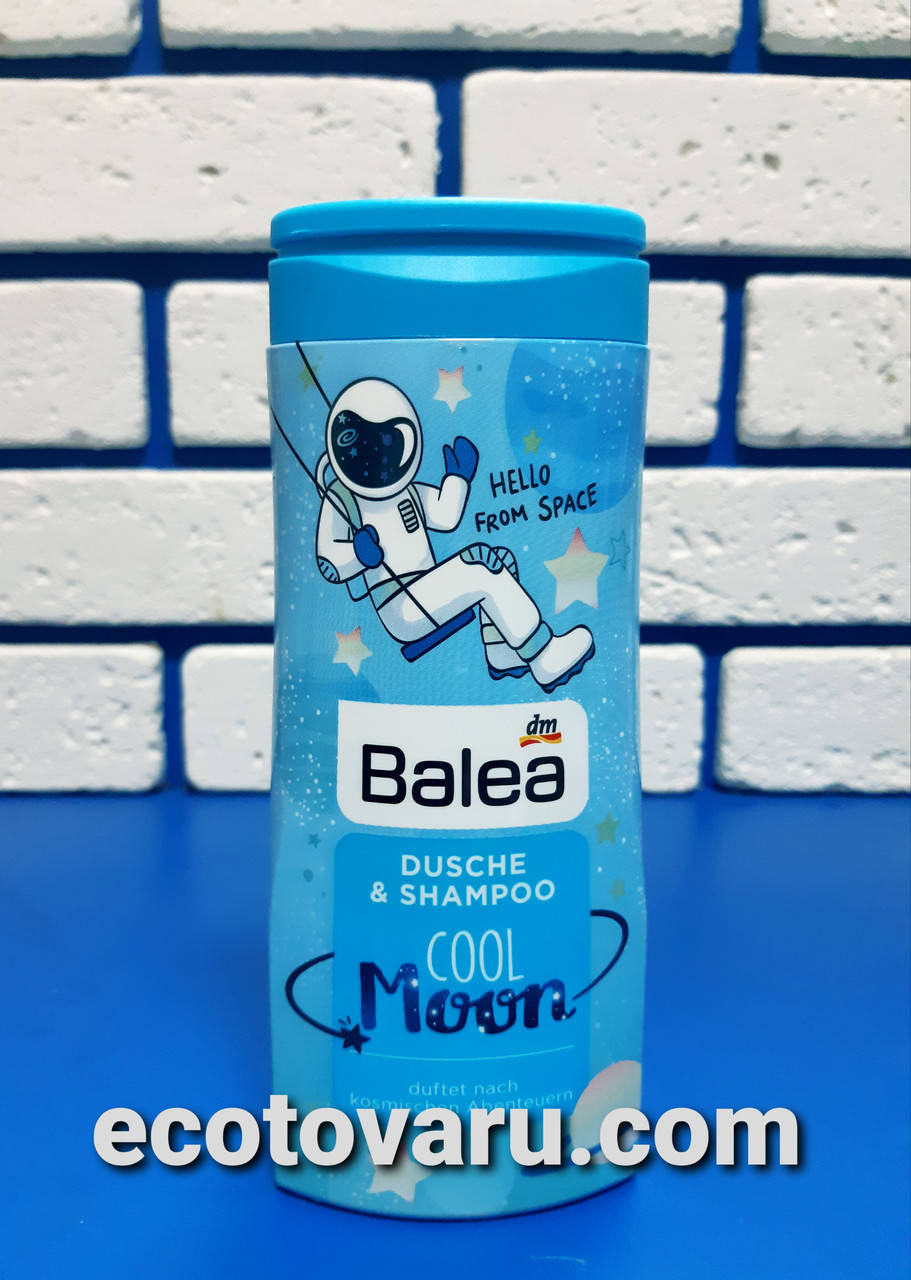 HELLO
FROM SPACE
dm
Balea
DUSCHE
& SHAMPOO
COOL
Moon
duftet nach
kosmischen Abenteuern
ecotovaru.com